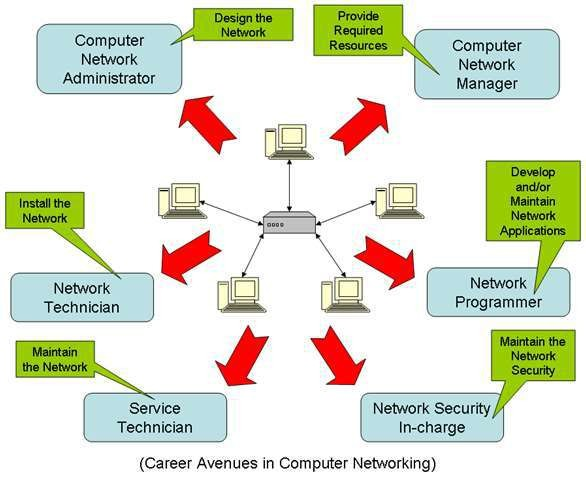 Design the
Network
Computer
Network
Administrator
Provide
Required
Resources
Computer
Network
Manager
Install the
Network
Network
Technician
Develop
and/or
Maintain
Network
Applications
Network
Programmer
Maintain
the Network
Service
Technician
Maintain the
Network
Security
Network Security
In-charge
(Career Avenues in Computer Networking)